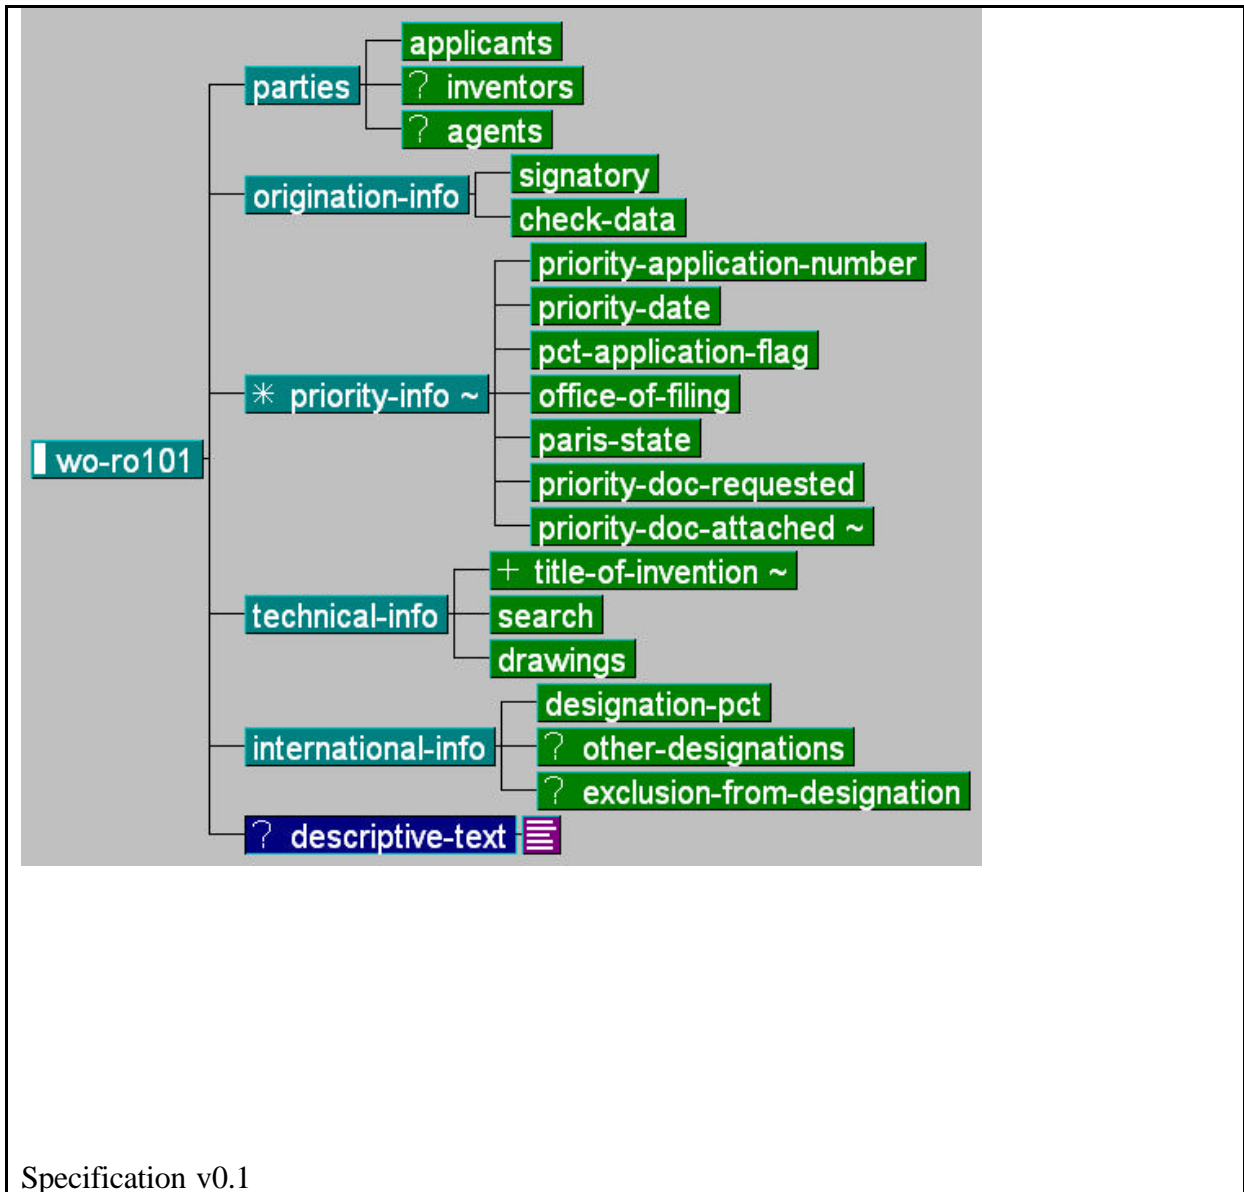 applicants
parties
? inventors
? agents
signatory
origination-info
check-data
priority-application-number
priority-date
pct-application-flag
* priority-info ~
office-of-filing
paris-state
wo-ro101
priority-doc-requested
priority-doc-attached ~
+ title-of-invention ~
technical-info
search
drawings
designation-pct
international-info
? other-designations
? exclusion-from-designation
? descriptive-text
Specification v0.1